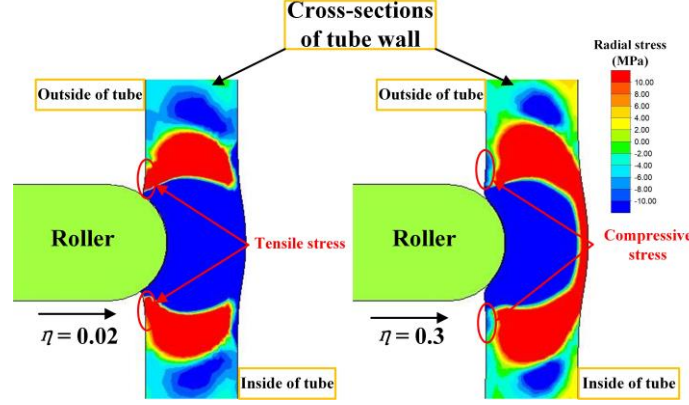 Cross-sections
of tube wall
Radial stress
(MPa)
10.00
8.00
6.00
4.00
2.00
0.00
-2.00
-4.00
-6.00
-8.00
-10.00
Outside of tube
Outside of tube
Roller
Tensile stress
Roller
Compressive
stress
η = 0.02
η = 0.3
Inside of tube
Inside of tube